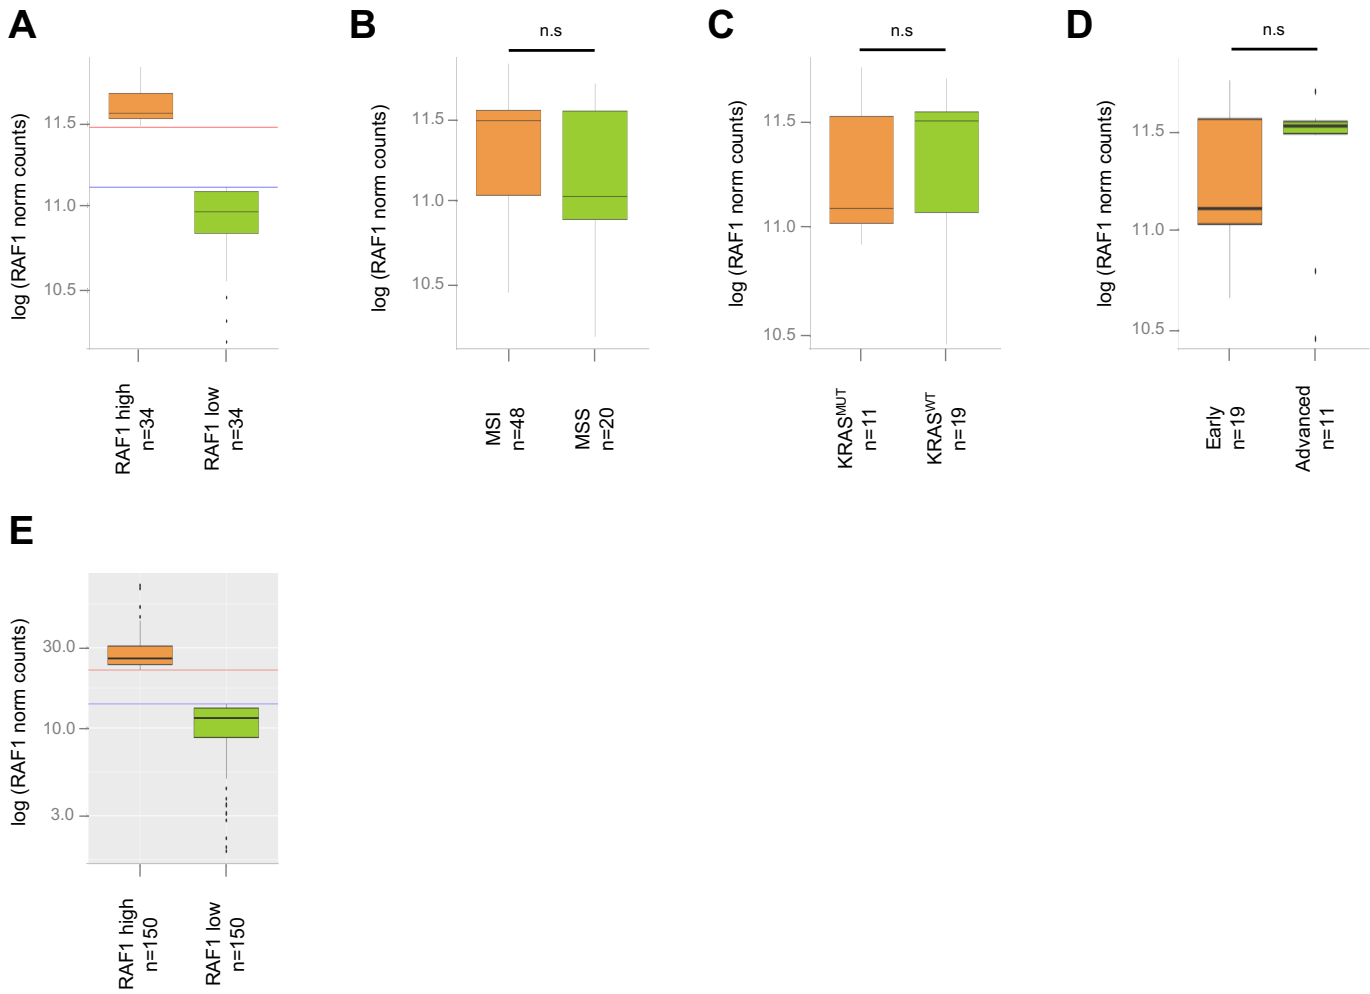 A
log (RAF1 norm counts)
11.5
11.0
10.5
RAF1 high
n=34
RAF1 low
n=34
B
n.s
log (RAF1 norm counts)
11.5
11.0
10.5
MSI
n=48
MSS
n=20
C
n.s
log (RAF1 norm counts)
11.5
11.0
10.5
KRASMUT
n=11
KRASWT
n=19
D
n.s
log (RAF1 norm counts)
11.5
11.0
10.5
Early
n=19
Advanced
n=11
E
log (RAF1 norm counts)
30.0
10.0
3.0
RAF1 high
n=150
RAF1 low
n=150